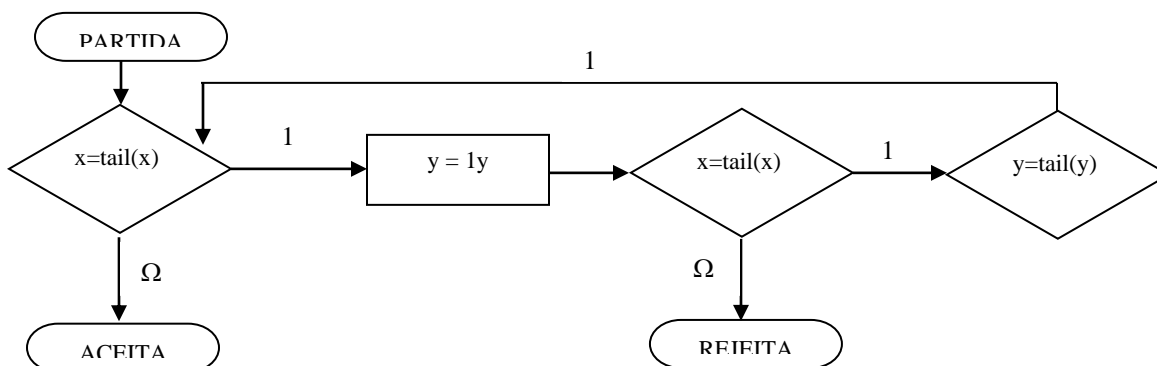 PARTIDA
1
x=tail(x)
1
y = 1y
x=tail(x)
1
y=tail(y)
Ω
Ω
ACEITA
REJEITA